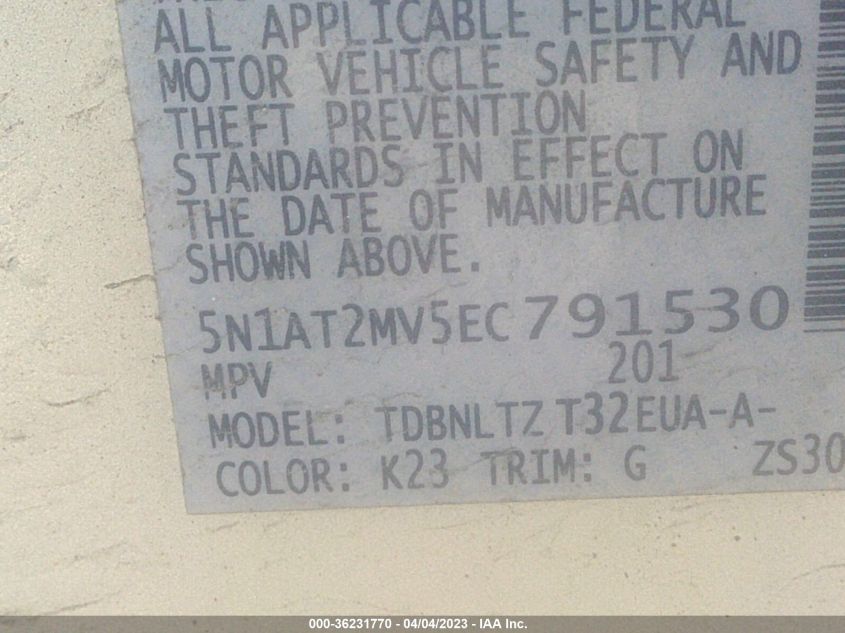 ALL APPLICABLE FEDERAL
MOTOR VEHICLE SAFETY AND
THEFT PREVENTION
STANDARDS IN EFFECT ON
THE DATE OF MANUFACTURE
SHOWN ABOVE.
5N1AT2MV5EC791530
MPV 201
MODEL: TDBNLTZ T32EUA-A-
COLOR: K23 TRIM: G ZS30
000-36231770 - 04/04/2023 - IAA Inc.